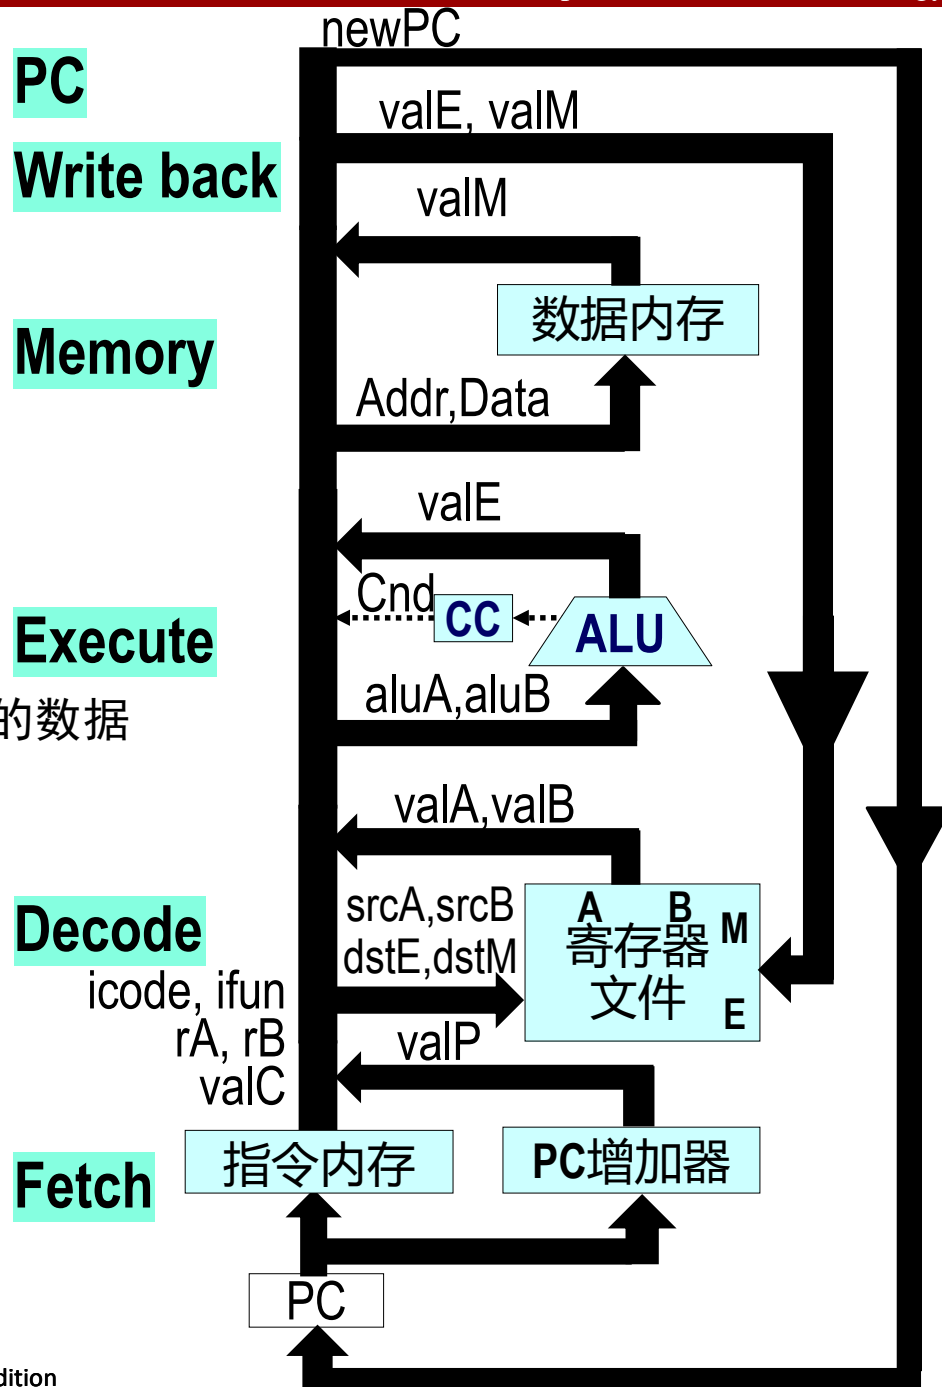 newPC
PC
valE, valM
Write back
valM
数据内存
Memory
Addr,Data
valE
Cnd
CC
ALU
Execute
aluA,aluB
的数据
valA,valB
srcA,srcB
A B
M
Decode
寄存器
dstE,dstM
文件
E
icode, ifun
rA, rB
valP
valC
指令内存
PC增加器
Fetch
PC
dition